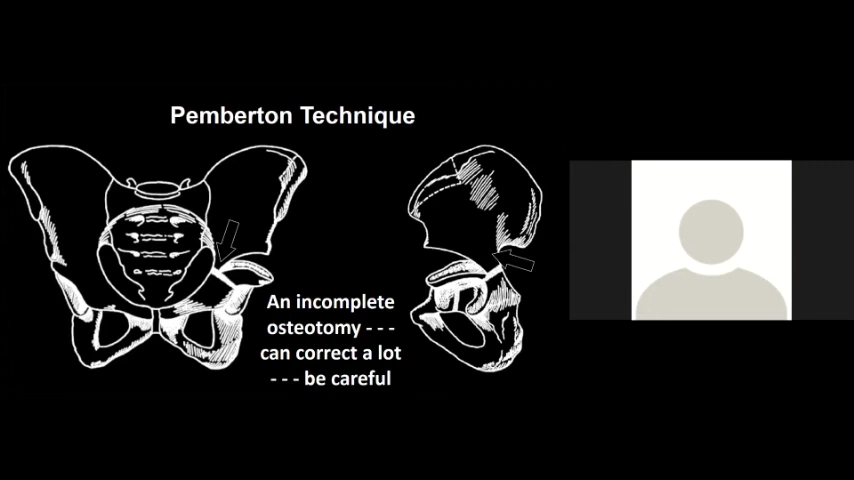 Pemberton Technique
An incomplete
osteotomy - - -
can correct a lot
- - - be careful